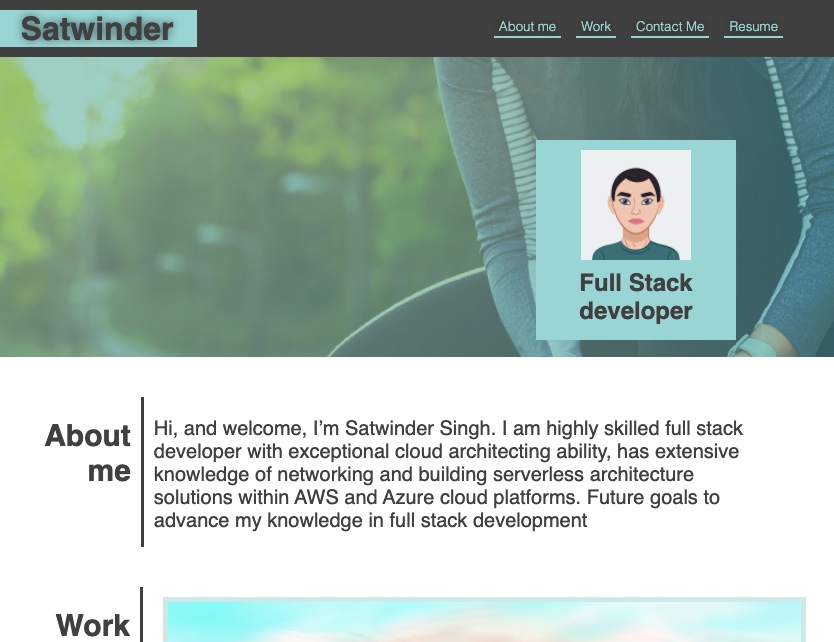 Satwinder
About me Work Contact Me Resume
Full Stack
developer
About
me
Hi, and welcome, I’m Satwinder Singh. I am highly skilled full stack
developer with exceptional cloud architecting ability, has extensive
knowledge of networking and building serverless architecture
solutions within AWS and Azure cloud platforms. Future goals to
advance my knowledge in full stack development
Work